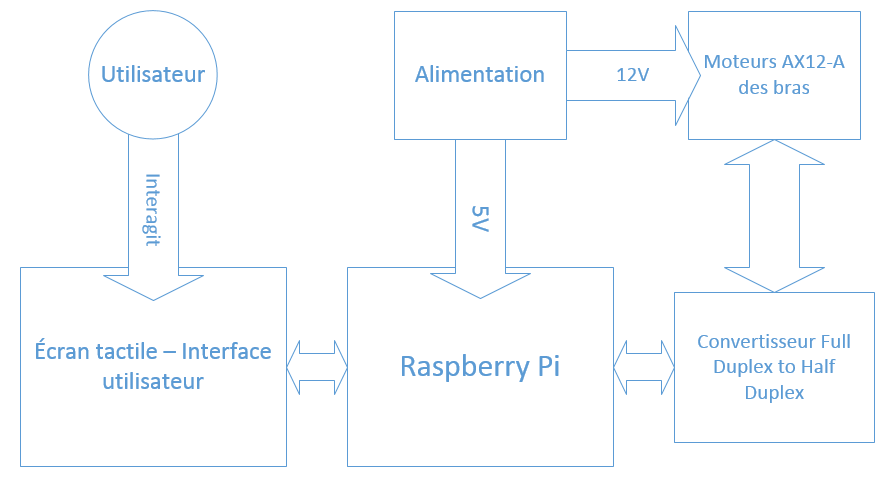 Utilisateur
Alimentation
12V
Moteurs AX12-A
des bras
Interagit
5V
Écran tactile – Interface
utilisateur
Raspberry Pi
Convertisseur Full
Duplex to Half
Duplex